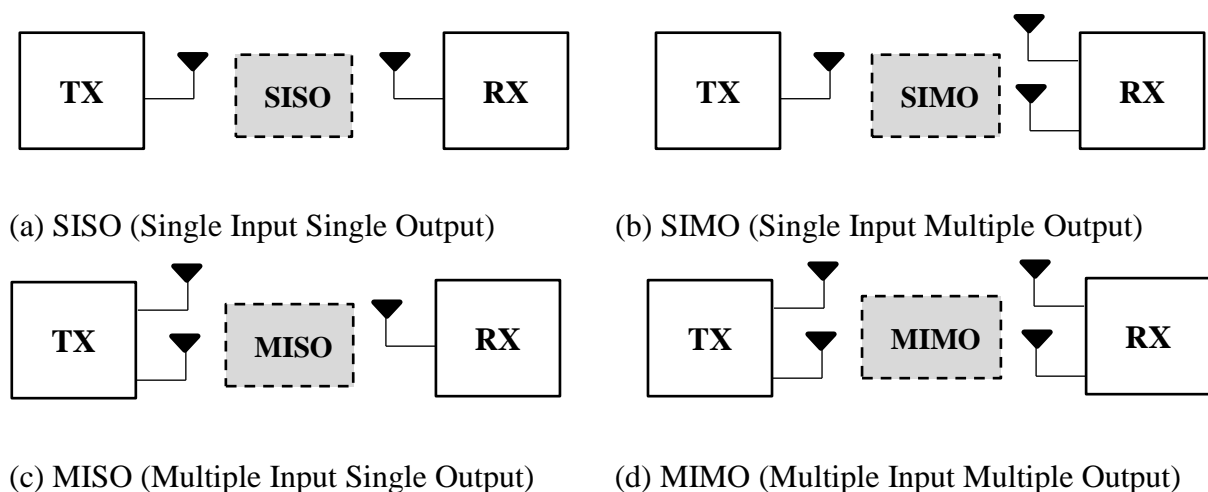 TX
SISO
RX
TX
SIMO
RX
(a) SISO (Single Input Single Output)
(b) SIMO (Single Input Multiple Output)
TX
MISO
RX
TX
MIMO
RX
(c) MISO (Multiple Input Single Output)
(d) MIMO (Multiple Input Multiple Output)